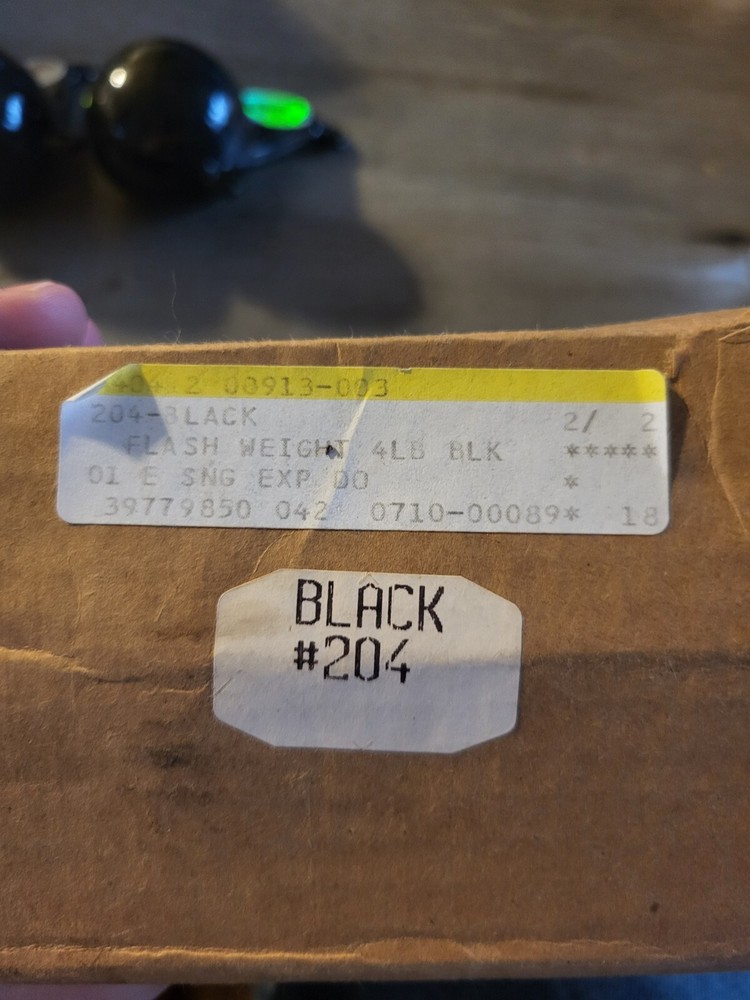 404 2 00913-003
204-BLACK 2/ 2
FLASH WEIGHT 4LB BLK *****
01 E SNG EXP 00 *
39779850 042 0710-00089* 18
BLACK
#204